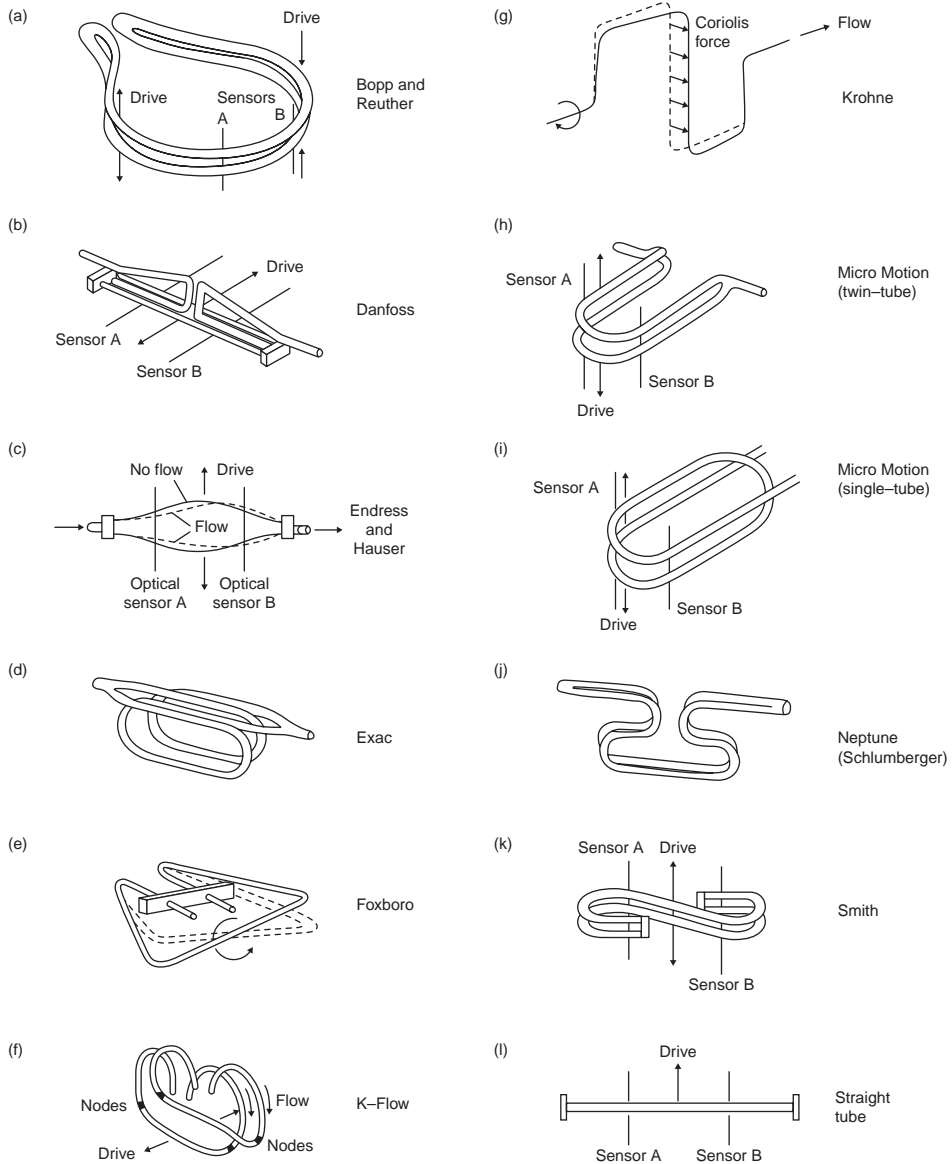 (a)
Drive
Drive
Sensors
A
B
Bopp and
Reuther
(b)
Drive
Sensor A
Sensor B
Danfoss
(c)
No flow
Drive
Flow
Optical
sensor A
Optical
sensor B
Endress
and
Hauser
(d)
Exac
(e)
Foxboro
(f)
Nodes
Flow
Drive
Nodes
K–Flow
(g)
Coriolis
force
Flow
Krohne
(h)
Sensor A
Sensor B
Drive
Micro Motion
(twin–tube)
(i)
Sensor A
Sensor B
Drive
Micro Motion
(single–tube)
(j)
Neptune
(Schlumberger)
(k)
Sensor A Drive
Sensor B
Smith
(l)
Drive
Sensor A Sensor B
Straight
tube